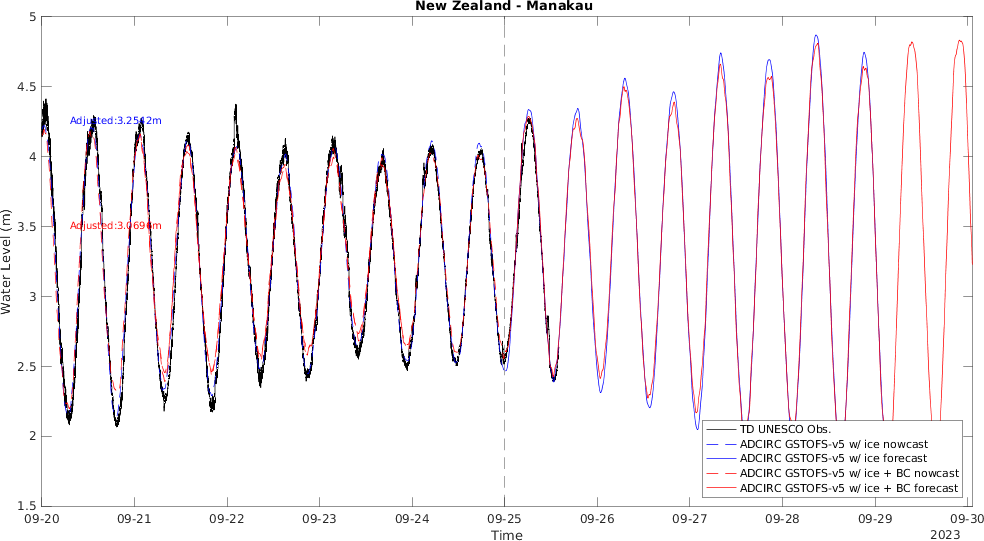 New Zealand - Manakau
Water Level (m)
5
4.5
4
3.5
3
2.5
2
1.5
Adjusted:3.2512m
Adjusted:3.0696m
TD UNESCO Obs.
ADCIRC GSTOFS-v5 w/ ice nowcast
ADCIRC GSTOFS-v5 w/ ice forecast
ADCIRC GSTOFS-v5 w/ ice + BC nowcast
ADCIRC GSTOFS-v5 w/ ice + BC forecast
09-20 09-21 09-22 09-23 09-24 09-25 09-26 09-27 09-28 09-29 09-30
Time
2023